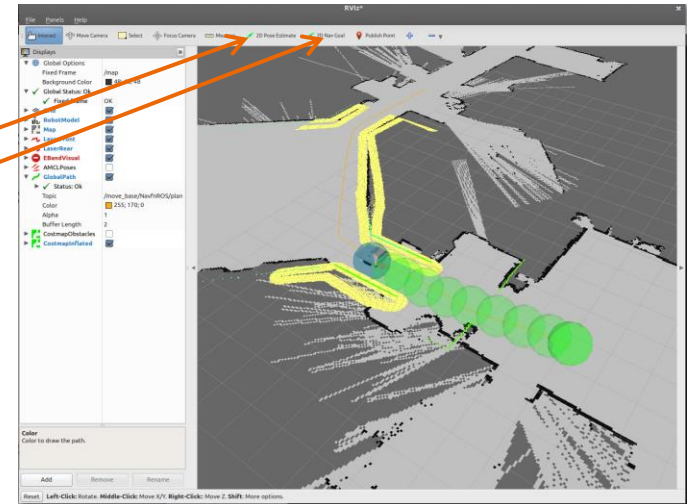 RViz*
File Panels Help
Interact Move Camera Select Focus Camera 2D Pose Estimate 2D Nav Goal Publish Point
Displays
Global Options
Fixed Frame /map
Background Color
Global Status: Ok
OK
RobotModel
Map
LaserRear
EBandVisual
AMCLPoses
GlobalPath
Status: Ok
Topic /move_base/NavfnROS/plan
Color 255; 170; 0
Alpha 1
Buffer Length 2
CostmapObstacles
CostmapInflated
Color
Color to draw the path.
Add Remove Rename
Reset Left-Click: Rotate. Middle-Click: Move X/Y. Right-Click: Move Z. Shift: More options.